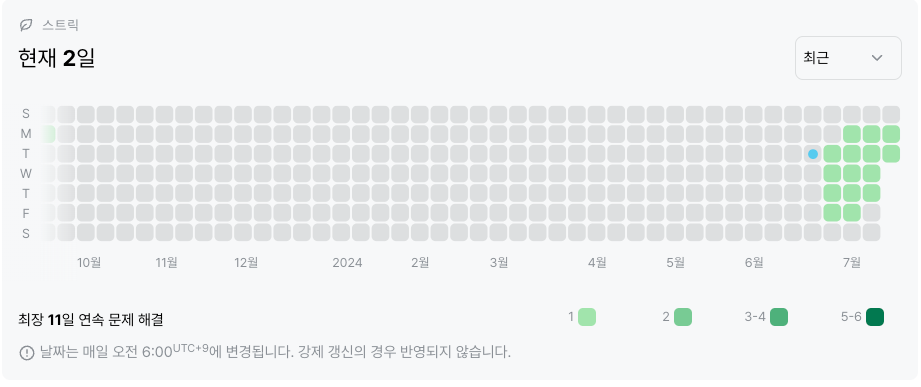 스트릭
현재 2일
최근
S
M
T
W
T
F
S
10월 11월 12월 2024 2월 3월 4월 5월 6월 7월
최장 11일 연속 문제 해결
1 2 3-4 5-6
날짜는 매일 오전 6:00UTC+9에 변경됩니다. 강제 갱신의 경우 반영되지 않습니다.